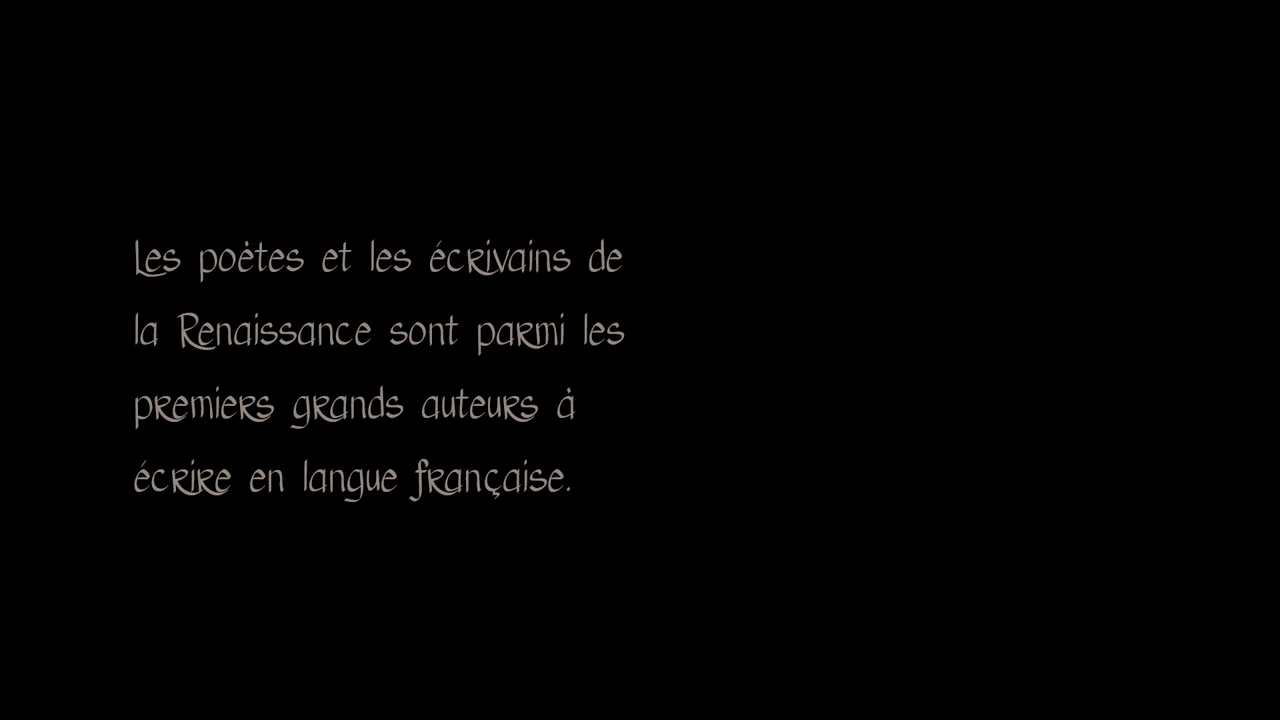 Les poètes et les écrivains de
la Renaissance sont parmi les
premiers grands auteurs à
écrire en langue française.